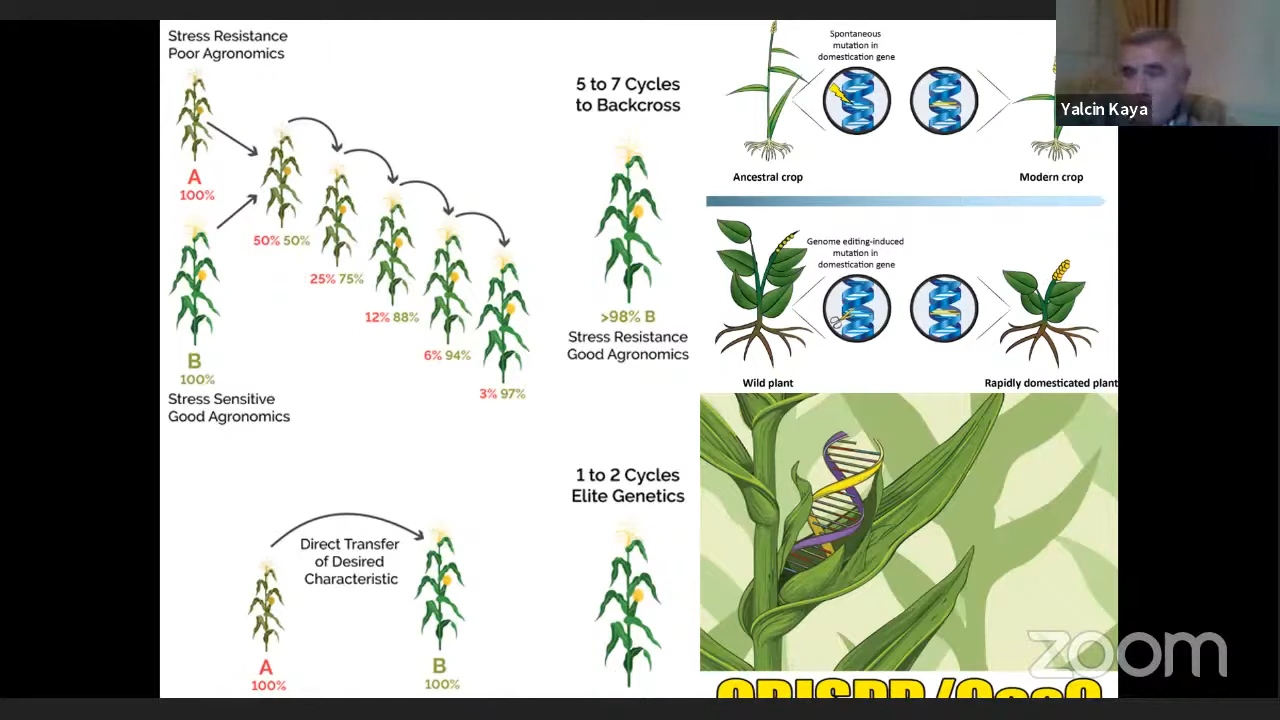 Stress Resistance
Poor Agronomics
A
100%
B
100%
Stress Sensitive
Good Agronomics
50% 50%
25% 75%
12% 88%
6% 94%
3% 97%
5 to 7 Cycles
to Backcross
>98% B
Stress Resistance
Good Agronomics
Direct Transfer
of Desired
Characteristic
A
100%
B
100%
1 to 2 Cycles
Elite Genetics
Spontaneous
mutation in
domestication gene
Ancestral crop
Modern crop
Genome editing-induced
mutation in
domestication gene
Wild plant
Rapidly domesticated plant
Yalcin Kaya
zoom